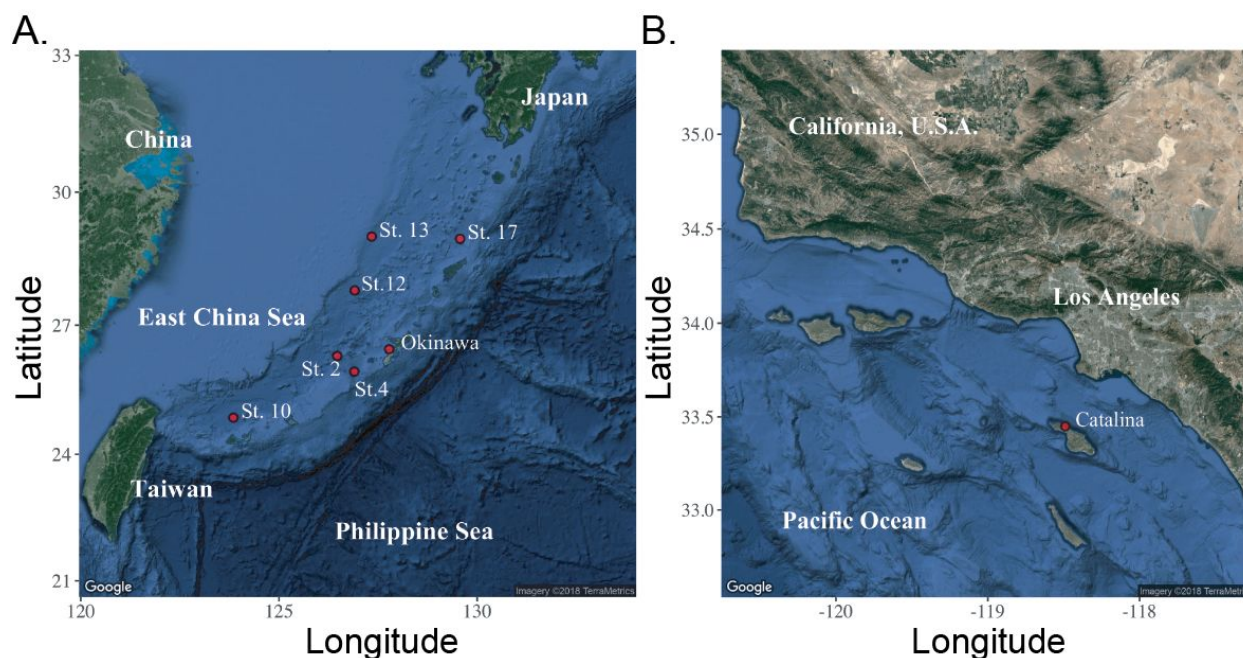 A.
33
30
27
24
21
Latitude
China
Japan
St. 13
St. 17
St.12
East China Sea
Okinawa
St. 2
St.4
St. 10
Taiwan
Philippine Sea
Google
Imagery ©2018 TerraMetrics
120
125
130
Longitude
B.
35.0
34.5
34.0
33.5
33.0
Latitude
California, U.S.A.
Los Angeles
Catalina
Pacific Ocean
Google
Imagery ©2018 TerraMetrics
-120
-119
-118
Longitude